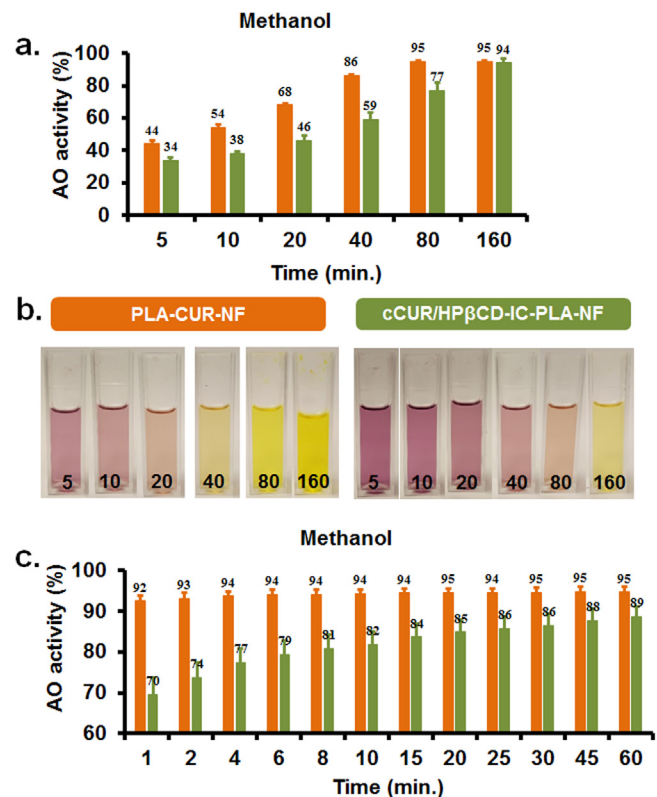 Methanol
a.
AO activity (%)
100
80
60
40
20
0
44 34 54 38 68 46 86 59 95 77 95 94
5 10 20 40 80 160
Time (min.)
b.
PLA-CUR-NF
cCUR/HPβCD-IC-PLA-NF
5 10 20 40 80 160 5 10 20 40 80 160
Methanol
c.
AO activity (%)
100
90
80
70
60
92 70 93 74 94 77 94 79 94 81 94 82 94 84 95 85 94 86 95 86 95 88 95 89
1 2 4 6 8 10 15 20 25 30 45 60
Time (min.)